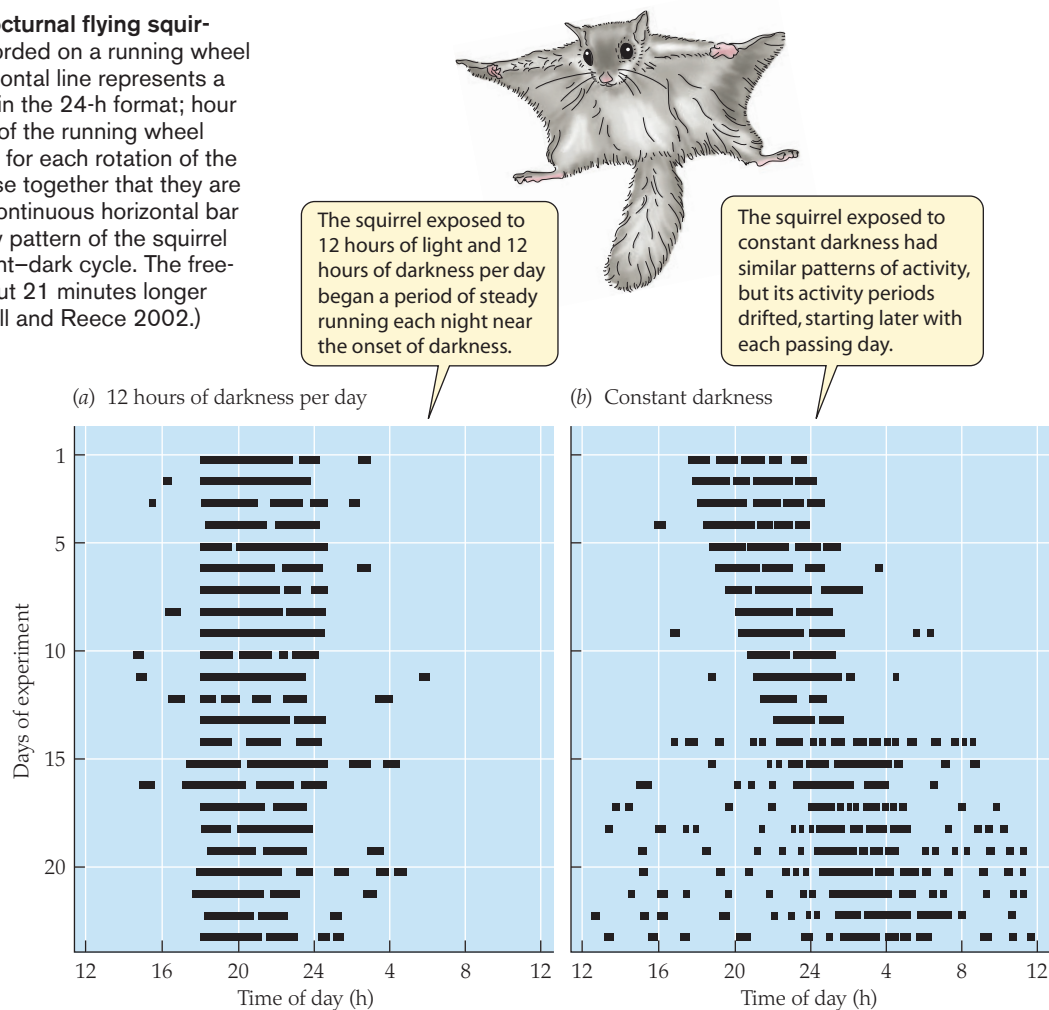 octurnal flying squir-
orded on a running wheel
ontal line represents a
in the 24-h format; hour
of the running wheel
for each rotation of the
se together that they are
ontinuous horizontal bar
y pattern of the squirrel
nt–dark cycle. The free-
ut 21 minutes longer
ll and Reece 2002.)
The squirrel exposed to
12 hours of light and 12
hours of darkness per day
began a period of steady
running each night near
the onset of darkness.
The squirrel exposed to
constant darkness had
similar patterns of activity,
but its activity periods
drifted, starting later with
each passing day.
(a) 12 hours of darkness per day
(b) Constant darkness
Days of experiment
1
5
10
15
20
12 16 20 24 4 8 12
Time of day (h)
12 16 20 24 4 8 12
Time of day (h)